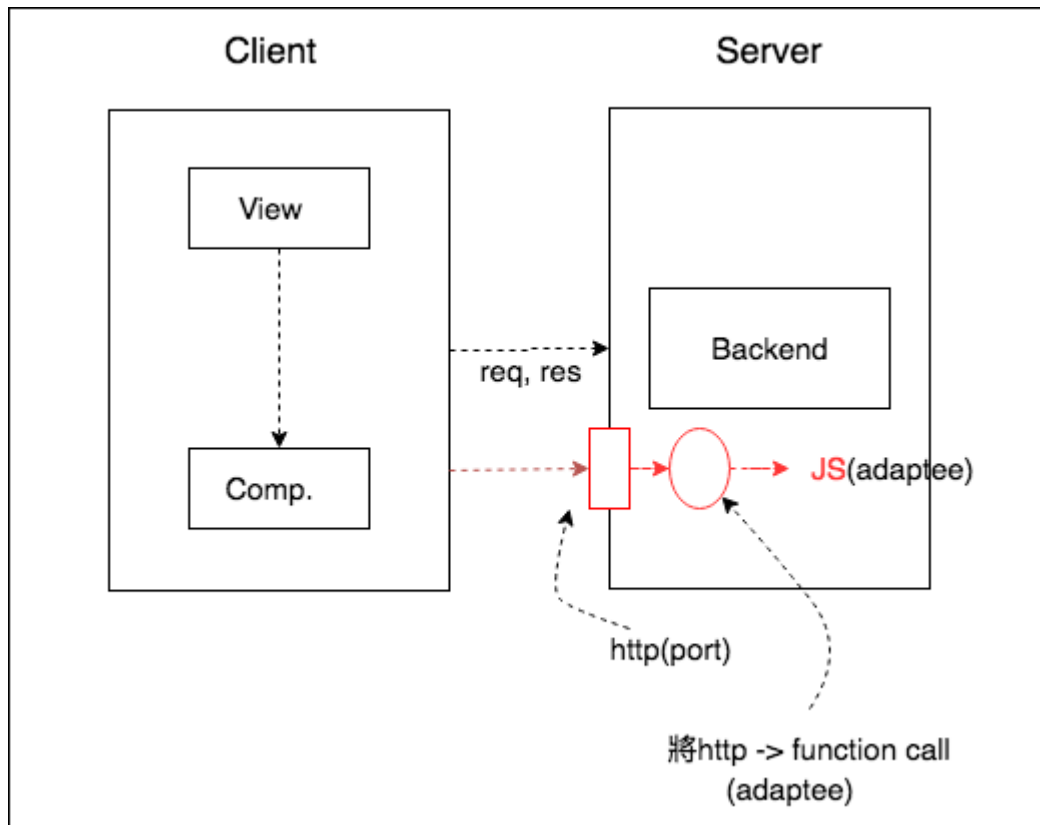 Client
Server
View
Backend
req, res
Comp.
JS(adaptee)
http(port)
將http -> function call
(adaptee)